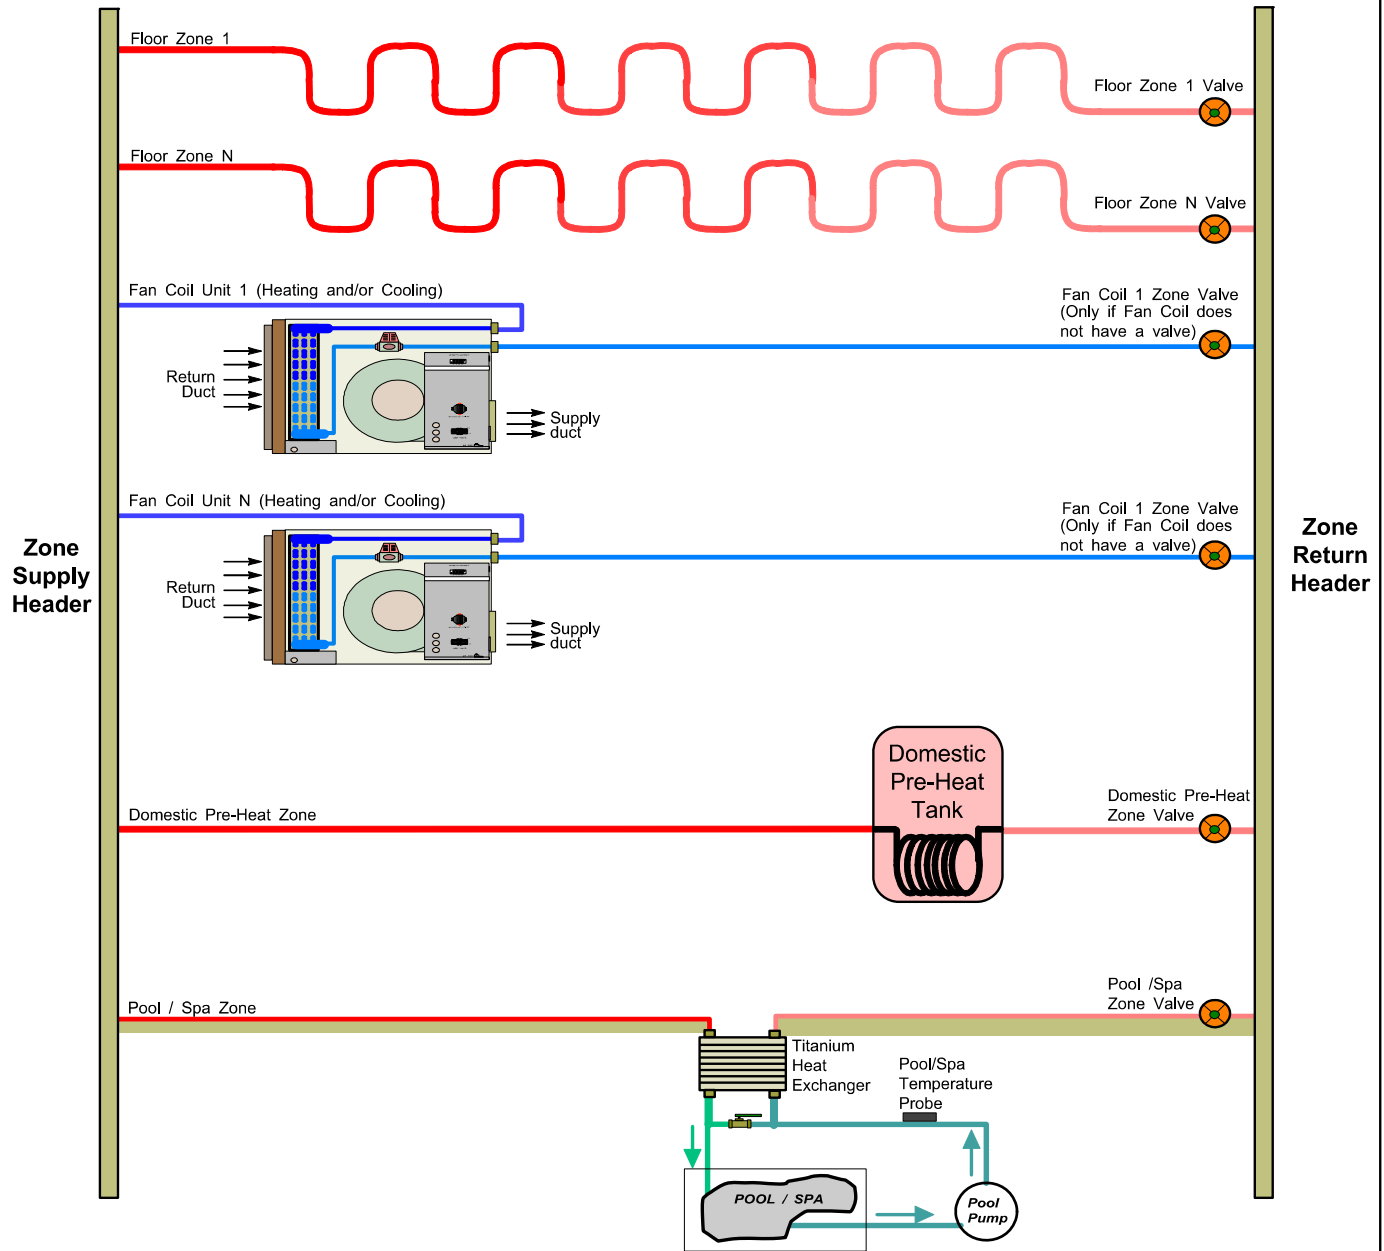 Floor Zone 1
Floor Zone 1 Valve
Floor Zone N
Floor Zone N Valve
Fan Coil Unit 1 (Heating and/or Cooling)
Fan Coil 1 Zone Valve
(Only if Fan Coil does
not have a valve)
Return
Duct
Supply
duct
Fan Coil Unit N (Heating and/or Cooling)
Fan Coil 1 Zone Valve
(Only if Fan Coil does
not have a valve)
Return
Duct
Supply
duct
Zone
Supply
Header
Zone
Return
Header
Domestic
Pre-Heat
Tank
Domestic Pre-Heat Zone
Domestic Pre-Heat
Zone Valve
Pool / Spa Zone
Pool /Spa
Zone Valve
Titanium
Heat
Exchanger
Pool/Spa
Temperature
Probe
POOL / SPA
Pool
Pump